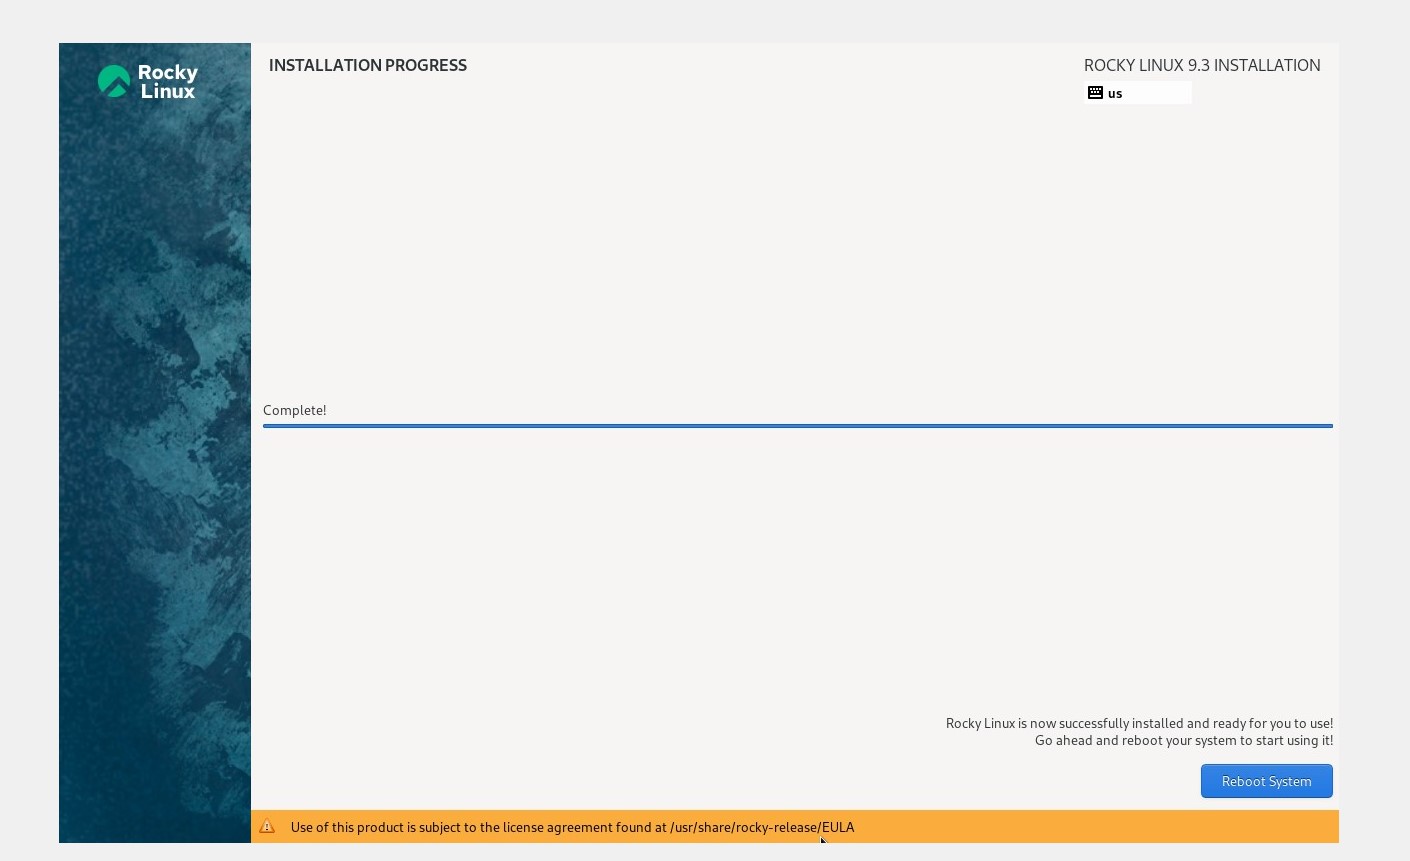 Rocky
Linux
INSTALLATION PROGRESS
ROCKY LINUX 9.3 INSTALLATION
us
Complete!
Rocky Linux is now successfully installed and ready for you to use!
Go ahead and reboot your system to start using it!
Reboot System
Use of this product is subject to the license agreement found at /usr/share/rocky-release/EULA